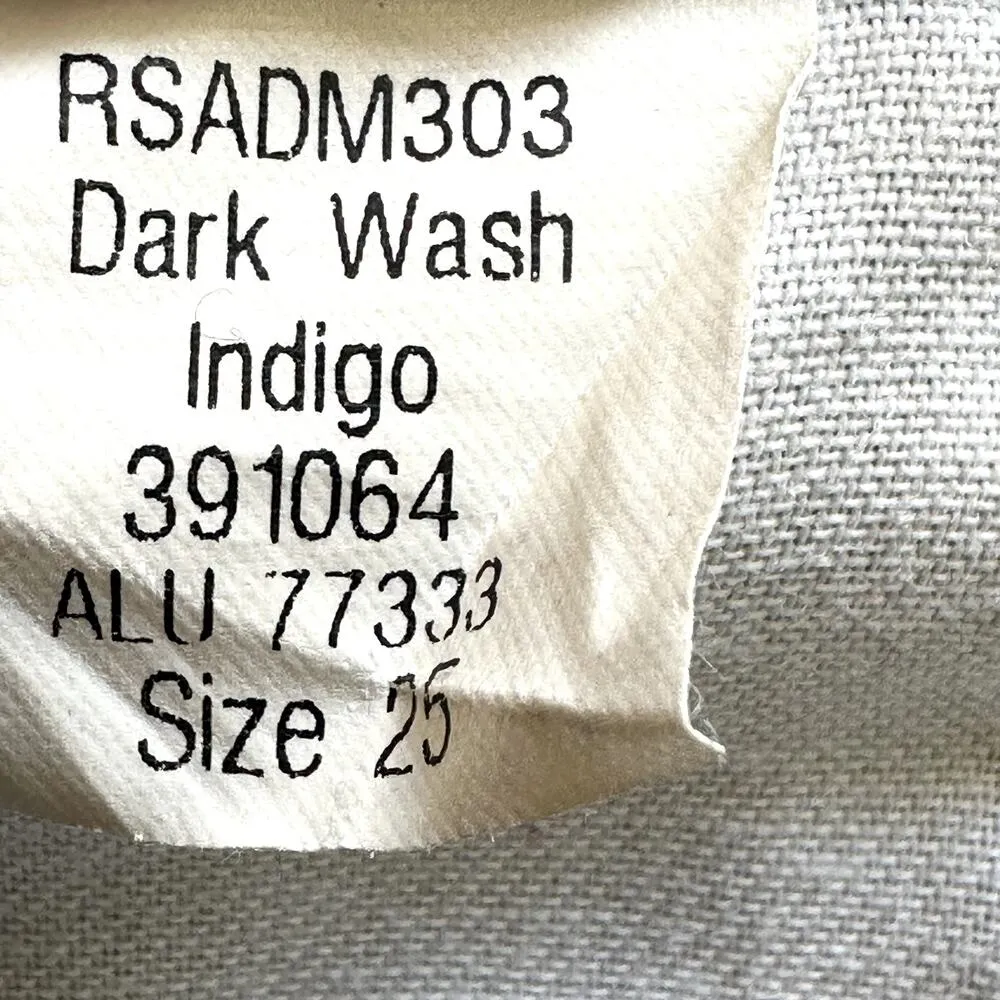 RSADM303
Dark Wash
Indigo
391064
ALU 77333
Size 25